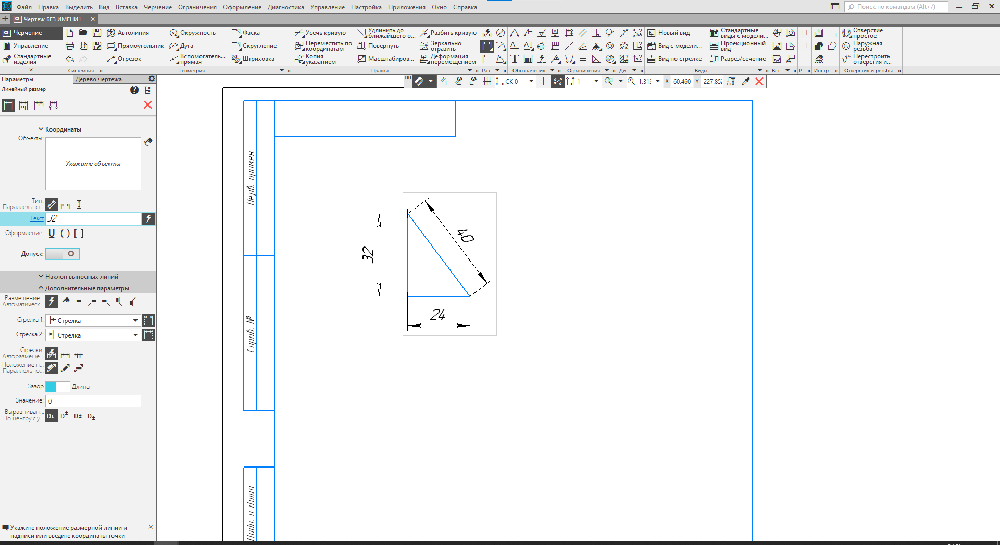 Файл Правка Выделить Вид Вставка Черчение Ограничения Оформление Диагностика Управление Настройка Приложения Окно Справка Поиск по командам (Alt+/)
Чертеж БЕЗ ИМЕНИ1
Черчение
Управление
Стандартные
изделия
Системная
Автолиния
Прямоугольник
Отрезок
Окружность
Дуга
Вспомогатель...
прямая
Фаска
Скругление
Штриховка
Геометрия
Усечь кривую
Переместить по
координатам
Копия
указанием
Удлинить до
ближайшего о...
Повернуть
Масштабиров...
Разбить кривую
Зеркально
отразить
Деформация
перемещением
Правка
Раз...
Обозначения
Ограничения
Ди...
Новый вид
Вид с модели...
Вид по стрелке
Стандартные
виды с модели...
Проекционный
вид
Разрез/сечение
Виды
Вст...
Р...
Инстр...
Отверстие
простое
Наружная
резьба
Перестроить
отверстия и...
Отверстия и резьбы
Параметры
Дерево чертежа
СК 0
1
1.313
X 60.460
Y 227.852
Линейный размер
Координаты
Объекты:
Укажите объекты
Тип:
Параллельно...
Текст 32
Оформление: U ( ) [ ]
Допуск:
Наклон выносных линий
Дополнительные параметры
Размещение...
Автоматическ...
Стрелка 1: Стрелка
Стрелка 2: Стрелка
Стрелки:
Авторазмеще...
Положение н...
Параллельно...
Зазор Длина
Значение: 0
Выравниван...
По центру с у...
Укажите положение размерной линии и
надписи или введите координаты точки
Перв. примен.
Справ. №
Подп. и дата
32
40
24